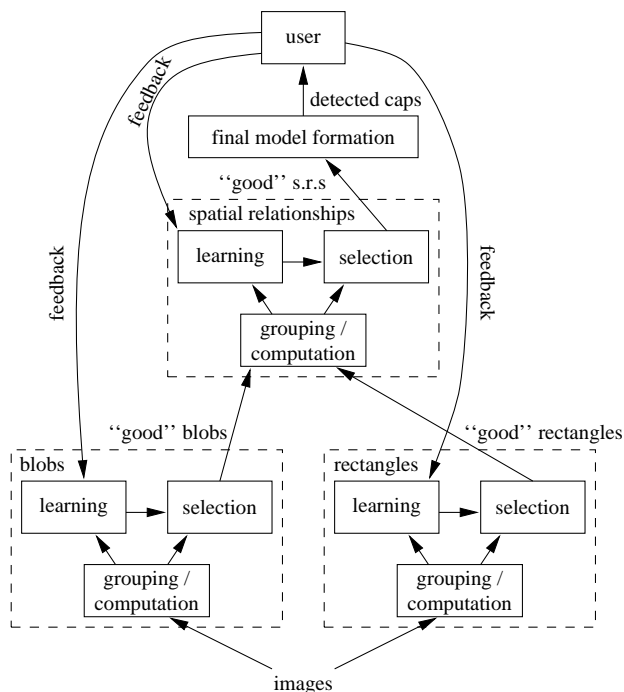 user
feedback
detected caps
final model formation
‘‘good’’ s.r.s
spatial relationships
learning
selection
grouping /
computation
feedback
feedback
‘‘good’’ blobs
‘‘good’’ rectangles
blobs
learning
selection
grouping /
computation
rectangles
learning
selection
grouping /
computation
images